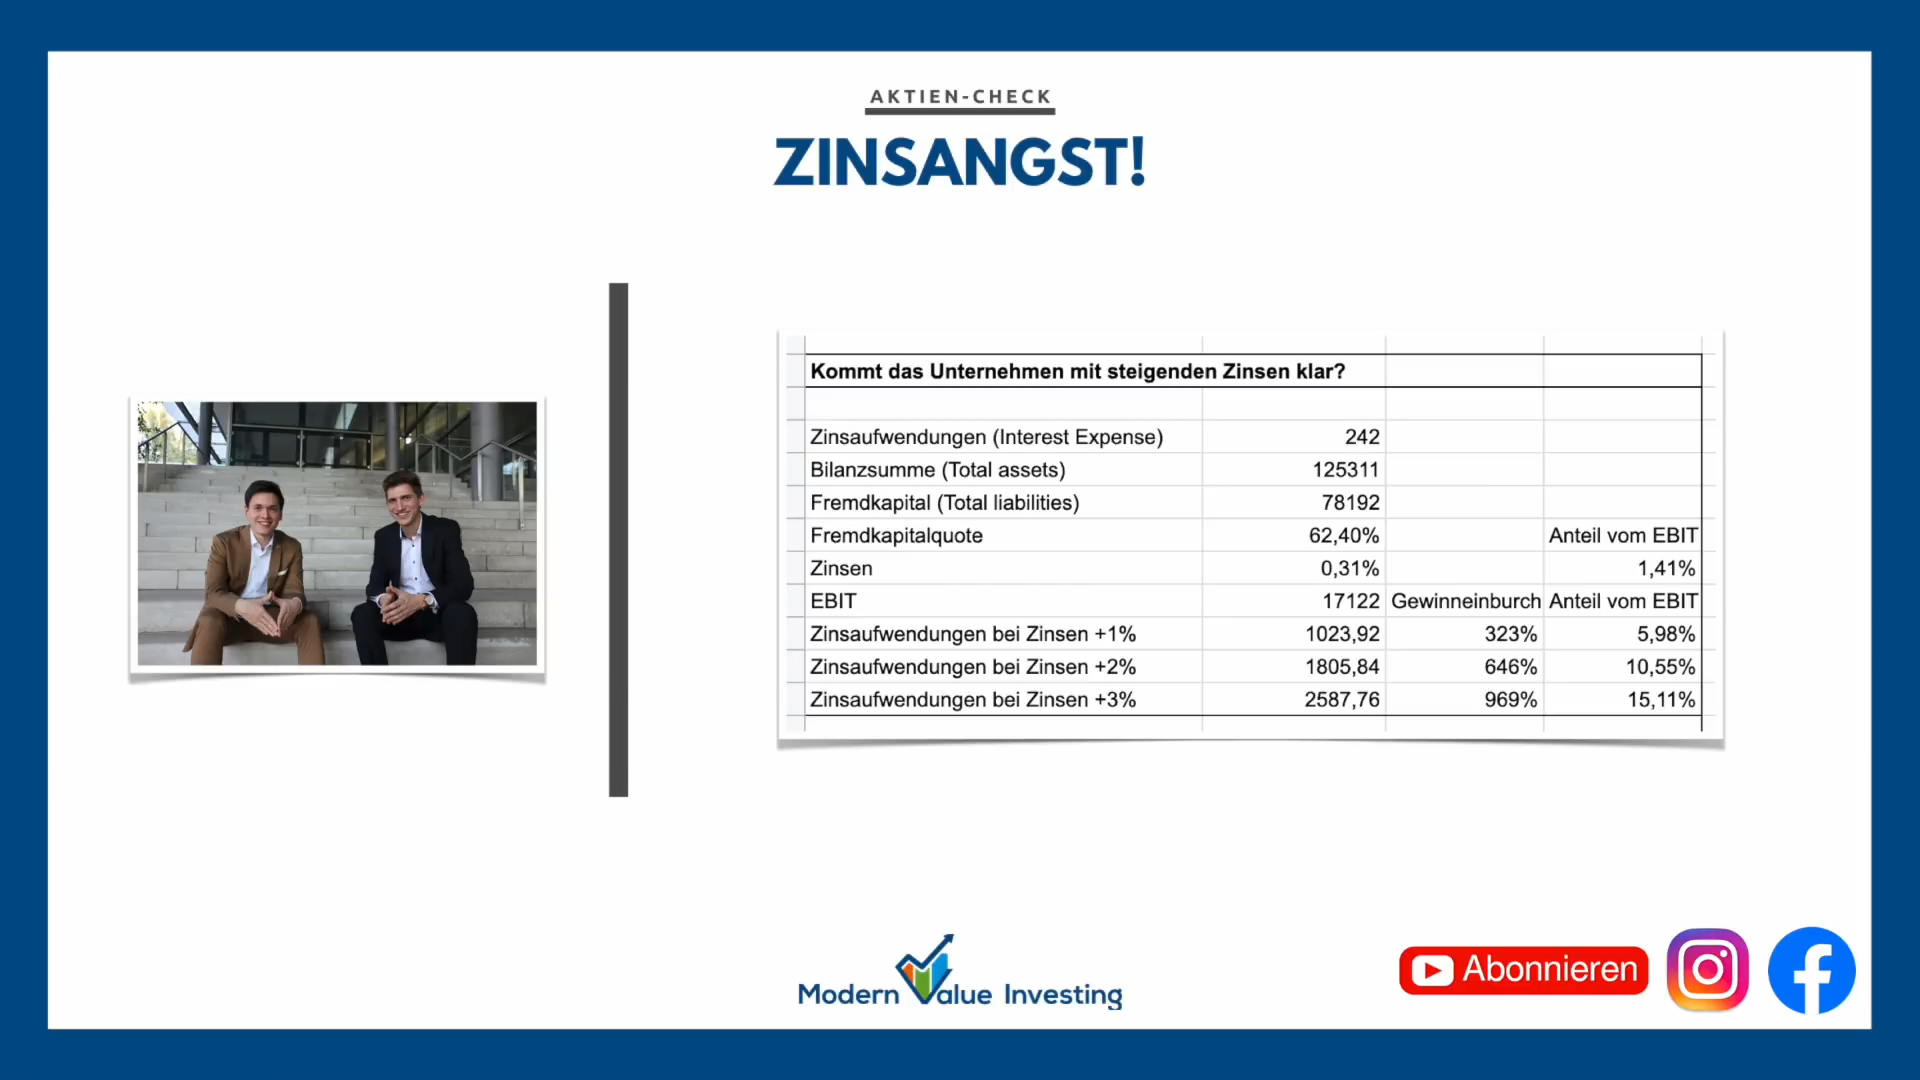 AKTIEN-CHECK
ZINSANGST!
Kommt das Unternehmen mit steigenden Zinsen klar?
Zinsaufwendungen (Interest Expense) 242
Bilanzsumme (Total assets) 125311
Fremdkapital (Total liabilities) 78192
Fremdkapitalquote 62,40% Anteil vom EBIT
Zinsen 0,31% 1,41%
EBIT 17122 Gewinneinburch Anteil vom EBIT
Zinsaufwendungen bei Zinsen +1% 1023,92 323% 5,98%
Zinsaufwendungen bei Zinsen +2% 1805,84 646% 10,55%
Zinsaufwendungen bei Zinsen +3% 2587,76 969% 15,11%
Modern Value Investing
Abonnieren